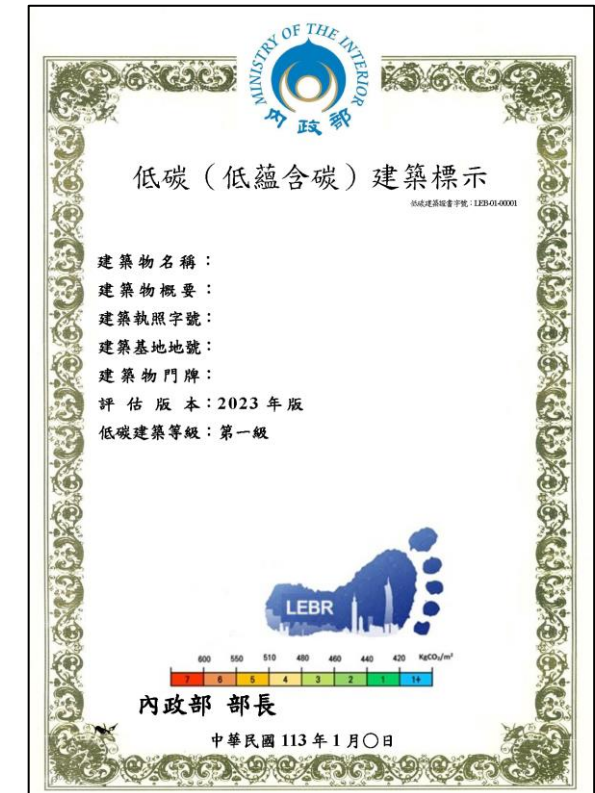 MINISTRY OF THE INTERIOR
內政部
低碳（低蘊含碳）建築標示
低碳建築證書字號：LEB-01-00001
建築物名稱：
建築物概要：
建築執照字號：
建築基地地號：
建築物門牌：
評估版本：2023 年版
低碳建築等級：第一級
LEBR
600 550 510 480 460 440 420 KgCO₂/m²
7 6 5 4 3 2 1 1+
內政部 部長
中華民國 113 年 1 月〇日